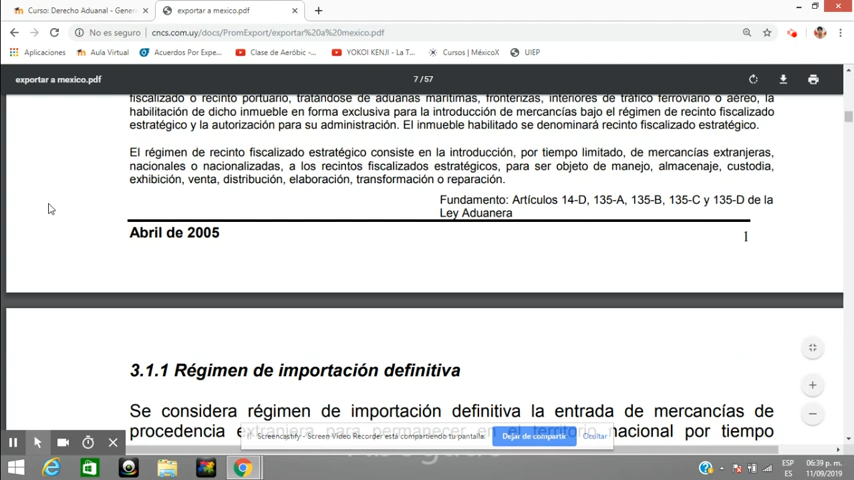 Curso: Derecho Aduanal - Gener
exportar a mexico.pdf
No es seguro
cncs.com.uy/docs/PromExport/exportar%20a%20mexico.pdf
Aplicaciones
Aula Virtual
Acuerdos Por Expe...
Clase de Aeróbic -...
YOKOI KENJI - La T...
Cursos | MéxicoX
UIEP
exportar a mexico.pdf
7 / 57
fiscalizado o recinto portuario, tratándose de aduanas marítimas, fronterizas, interiores de tráfico ferroviario o aéreo, la
habilitación de dicho inmueble en forma exclusiva para la introducción de mercancías bajo el régimen de recinto fiscalizado
estratégico y la autorización para su administración. El inmueble habilitado se denominará recinto fiscalizado estratégico.
El régimen de recinto fiscalizado estratégico consiste en la introducción, por tiempo limitado, de mercancías extranjeras,
nacionales o nacionalizadas, a los recintos fiscalizados estratégicos, para ser objeto de manejo, almacenaje, custodia,
exhibición, venta, distribución, elaboración, transformación o reparación.
Fundamento: Artículos 14-D, 135-A, 135-B, 135-C y 135-D de la
Ley Aduanera
Abril de 2005
1
3.1.1 Régimen de importación definitiva
Se considera régimen de importación definitiva la entrada de mercancías de
procedencia extranjera para permanecer en el territorio nacional por tiempo
Screencastify - Screen Video Recorder está compartiendo tu pantalla.
Dejar de compartir
Ocultar
ESP
ES
06:39 p. m.
11/09/2019